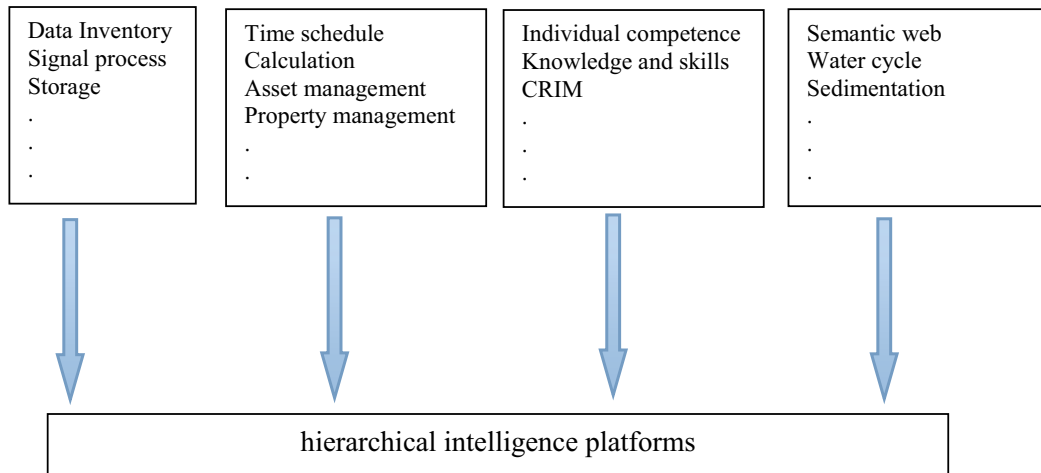 Data Inventory
Signal process
Storage
.
.
.
Time schedule
Calculation
Asset management
Property management
.
.
Individual competence
Knowledge and skills
CRIM
.
.
.
Semantic web
Water cycle
Sedimentation
.
.
.
hierarchical intelligence platforms